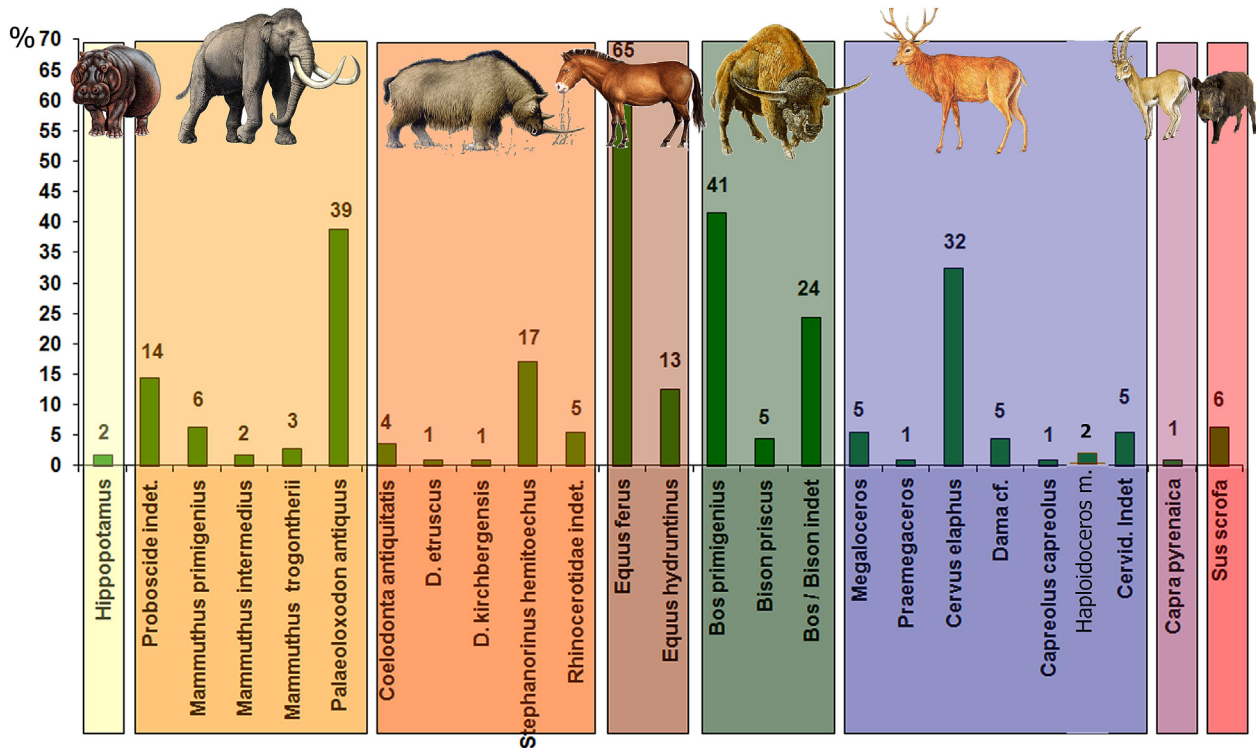 %
70
65
60
55
50
45
40
35
30
25
20
15
10
5
0
2
14
6
2
3
39
4
1
1
17
5
65
13
41
5
24
5
1
32
5
1
2
5
1
6
Hippopotamus
Proboscide indet.
Mammuthus primigenius
Mammuthus intermedius
Mammuthus trogontherii
Palaeoloxodon antiquus
Coelodonta antiquitatis
D. etruscus
D. kirchbergensis
Stephanorinus hemitoechus
Rhinocerotidae indet.
Equus ferus
Equus hydruntinus
Bos primigenius
Bison priscus
Bos / Bison indet
Megaloceros
Praemegaceros
Cervus elaphus
Dama cf.
Capreolus capreolus
Haploidoceros m.
Cervid. Indet
Capra pyrenaica
Sus scrofa